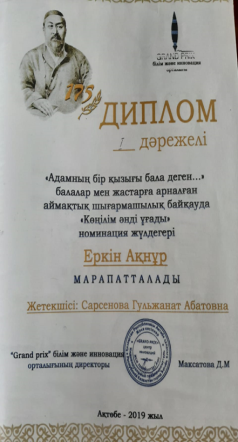 175
GRAND PRIX
білім және инновация
орталығы
ДИПЛОМ
I дәрежелі
«Адамның бір қызығы бала деген...»
балалар мен жастарға арналған
аймақтық шығармашылық байқауда
«Көңілім әнді ұғады»
номинация жүлдегері
Еркін Ақнұр
МАРАПАТТАЛАДЫ
Жетекшісі: Сарсенова Гульжанат Абатовна
"Grand prix" білім және инновация
орталығының директоры
Максатова Д.М
Ақтөбе - 2019 жыл